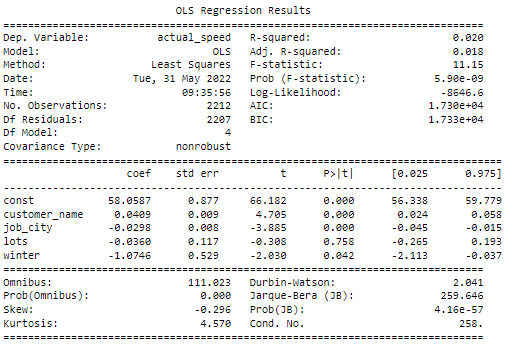 OLS Regression Results
==============================================================================
Dep. Variable:           actual_speed   R-squared:                       0.020
Model:                            OLS   Adj. R-squared:                  0.018
Method:                 Least Squares   F-statistic:                     11.15
Date:                Tue, 31 May 2022   Prob (F-statistic):           5.90e-09
Time:                        09:35:56   Log-Likelihood:                -8646.6
No. Observations:                2212   AIC:                         1.730e+04
Df Residuals:                    2207   BIC:                         1.733e+04
Df Model:                           4
Covariance Type:            nonrobust
==============================================================================
coef    std err          t      P>|t|      [0.025      0.975]
------------------------------------------------------------------------------
const            58.0587      0.877     66.182      0.000      56.338      59.779
customer_name     0.0409      0.009      4.705      0.000       0.024       0.058
job_city         -0.0298      0.008     -3.885      0.000      -0.045      -0.015
lots             -0.0360      0.117     -0.308      0.758      -0.265       0.193
winter           -1.0746      0.529     -2.030      0.042      -2.113      -0.037
==============================================================================
Omnibus:                      111.023   Durbin-Watson:                   2.041
Prob(Omnibus):                  0.000   Jarque-Bera (JB):              259.646
Skew:                          -0.296   Prob(JB):                     4.16e-57
Kurtosis:                       4.570   Cond. No.                         258.
==============================================================================